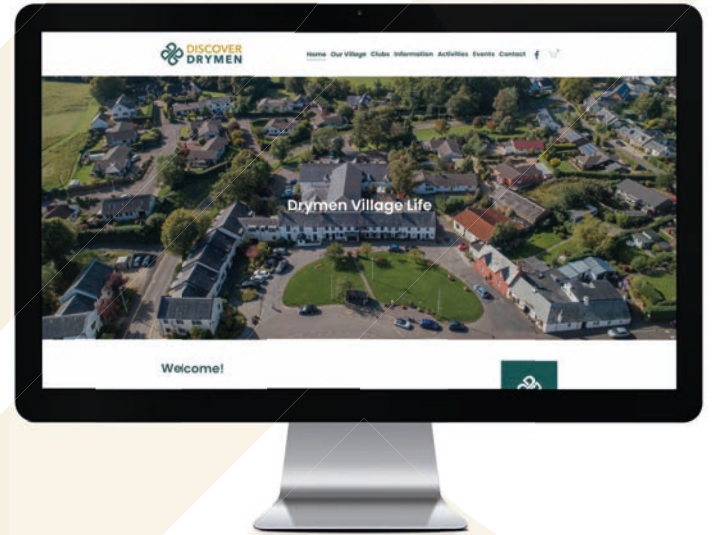 DISCOVER
DRYMEN
Home Our Village Clubs Information Activities Events Contact f
Drymen Village Life
Welcome!